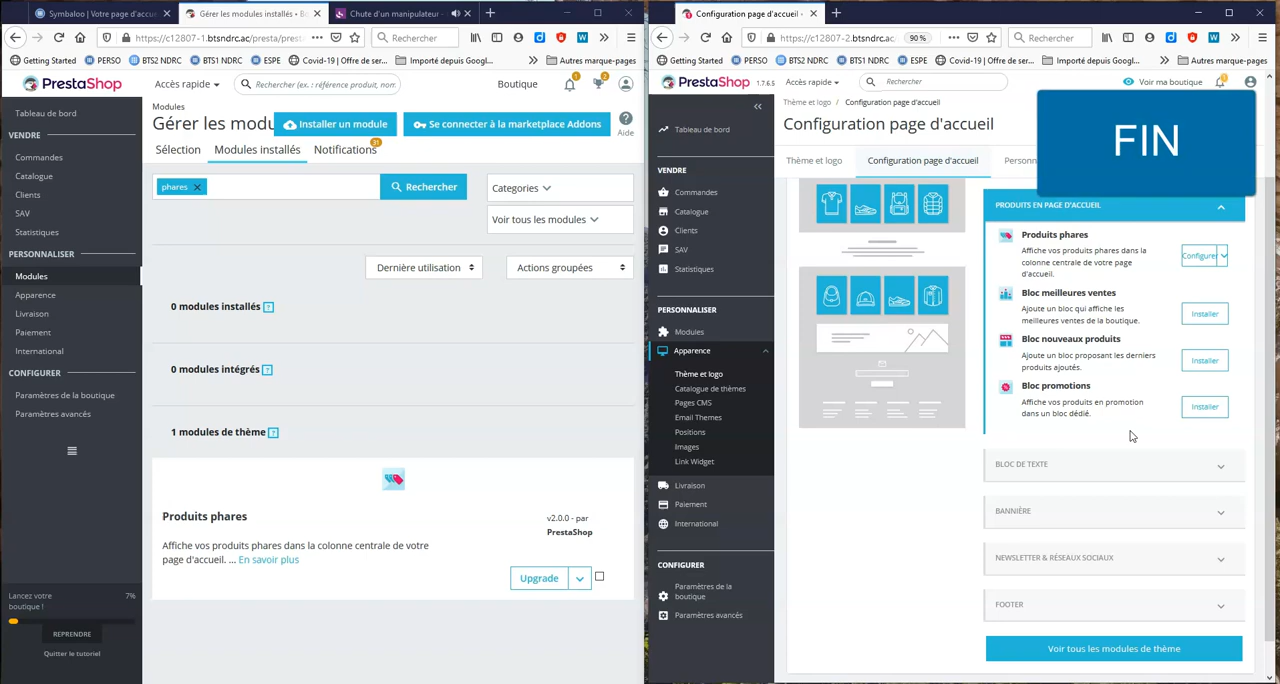 Symbaloo | Votre page d'accu
Gérer les modules installés •
Chute d'un manipulateur -
https://c12807-1.btsndrc.ac/presta/prest
Rechercher
Getting Started
PERSO
BTS2 NDRC
BTS1 NDRC
ESPE
Covid-19 | Offre de ser...
Importé depuis Googl...
Autres marque-pages
PrestaShop
Accès rapide
Rechercher (ex. : référence produit, nom
Boutique
1
2
Tableau de bord
VENDRE
Commandes
Catalogue
Clients
SAV
Statistiques
PERSONNALISER
Modules
Apparence
Livraison
Paiement
International
CONFIGURER
Paramètres de la boutique
Paramètres avancés
Lancez votre boutique !
7%
REPRENDRE
Quitter le tutoriel
Modules
Gérer les modu
Installer un module
Se connecter à la marketplace Addons
Aide
Sélection
Modules installés
Notifications
31
phares
Rechercher
Categories
Voir tous les modules
Dernière utilisation
Actions groupées
0 modules installés
0 modules intégrés
1 modules de thème
Produits phares
v2.0.0 - par
PrestaShop
Affiche vos produits phares dans la colonne centrale de votre
page d'accueil. ... En savoir plus
Upgrade
Configuration page d'accueil •
https://c12807-2.btsndrc.ac
90 %
Rechercher
Getting Started
PERSO
BTS2 NDRC
BTS1 NDRC
ESPE
Covid-19 | Offre de ser...
Importé depuis Googl...
Autres marque-pages
PrestaShop
1.7.6.5
Accès rapide
Rechercher
Voir ma boutique
Tableau de bord
VENDRE
Commandes
Catalogue
Clients
SAV
Statistiques
PERSONNALISER
Modules
Apparence
Thème et logo
Catalogue de thèmes
Pages CMS
Email Themes
Positions
Images
Link Widget
Livraison
Paiement
International
CONFIGURER
Paramètres de la
boutique
Paramètres avancés
Thème et logo / Configuration page d'accueil
Configuration page d'accueil
FIN
Thème et logo
Configuration page d'accueil
Personn
PRODUITS EN PAGE D'ACCUEIL
Produits phares
Affiche vos produits phares dans la
colonne centrale de votre page
d'accueil.
Configurer
Bloc meilleures ventes
Ajoute un bloc qui affiche les
meilleures ventes de la boutique.
Installer
Bloc nouveaux produits
Ajoute un bloc proposant les derniers
produits ajoutés.
Installer
Bloc promotions
Affiche vos produits en promotion
dans un bloc dédié.
Installer
BLOC DE TEXTE
BANNIÈRE
NEWSLETTER & RÉSEAUX SOCIAUX
FOOTER
Voir tous les modules de thème